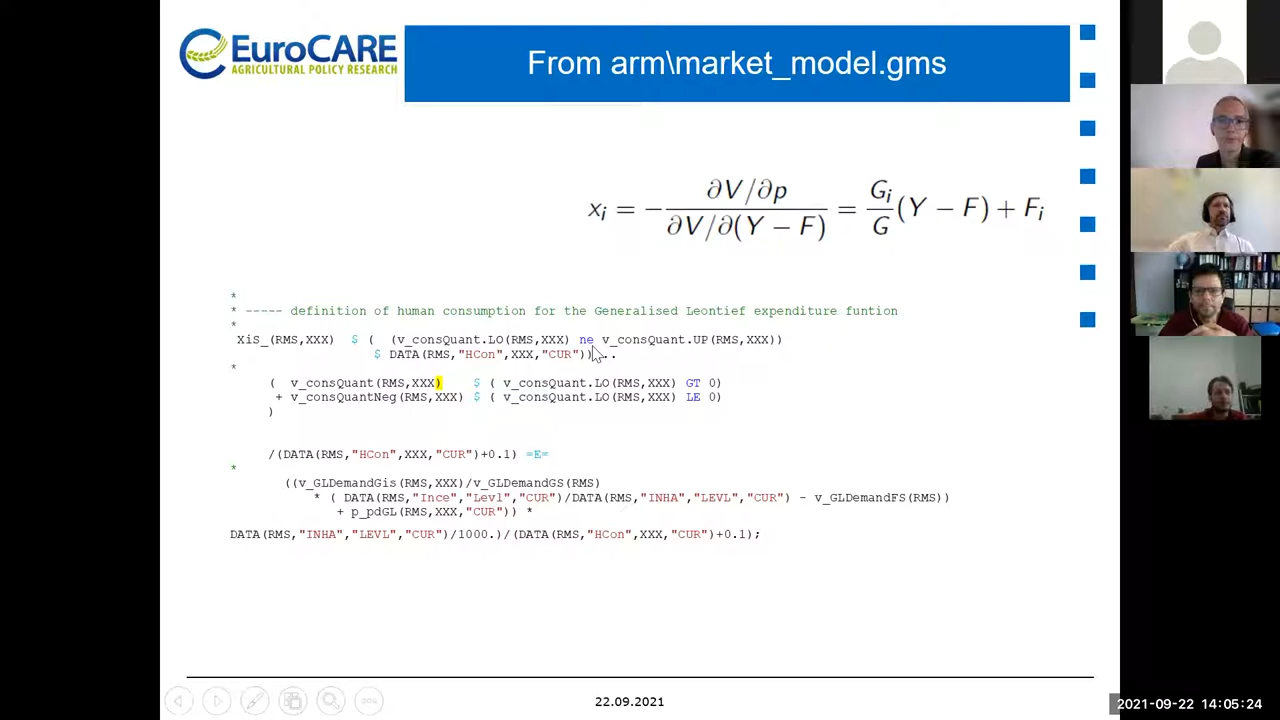 EuroCARE
AGRICULTURAL POLICY RESEARCH
From arm\market_model.gms
xᵢ = − ∂V/∂p / ∂V/∂(Y − F) = Gᵢ/G (Y − F) + Fᵢ
*
* ----- definition of human consumption for the Generalised Leontief expenditure funtion
*
XiS_(RMS,XXX) $ ( (v_consQuant.LO(RMS,XXX) ne v_consQuant.UP(RMS,XXX))
$ DATA(RMS,"HCon",XXX,"CUR"))...
*
( v_consQuant(RMS,XXX) $ ( v_consQuant.LO(RMS,XXX) GT 0)
+ v_consQuantNeg(RMS,XXX) $ ( v_consQuant.LO(RMS,XXX) LE 0)
)
/(DATA(RMS,"HCon",XXX,"CUR")+0.1) =E=
*
((v_GLDemandGis(RMS,XXX)/v_GLDemandGS(RMS)
* ( DATA(RMS,"Ince","Levl","CUR")/DATA(RMS,"INHA","LEVL","CUR") - v_GLDemandFS(RMS))
+ p_pdGL(RMS,XXX,"CUR")) *
DATA(RMS,"INHA","LEVL","CUR")/1000.)/(DATA(RMS,"HCon",XXX,"CUR")+0.1);
22.09.2021
2021-09-22 14:05:24